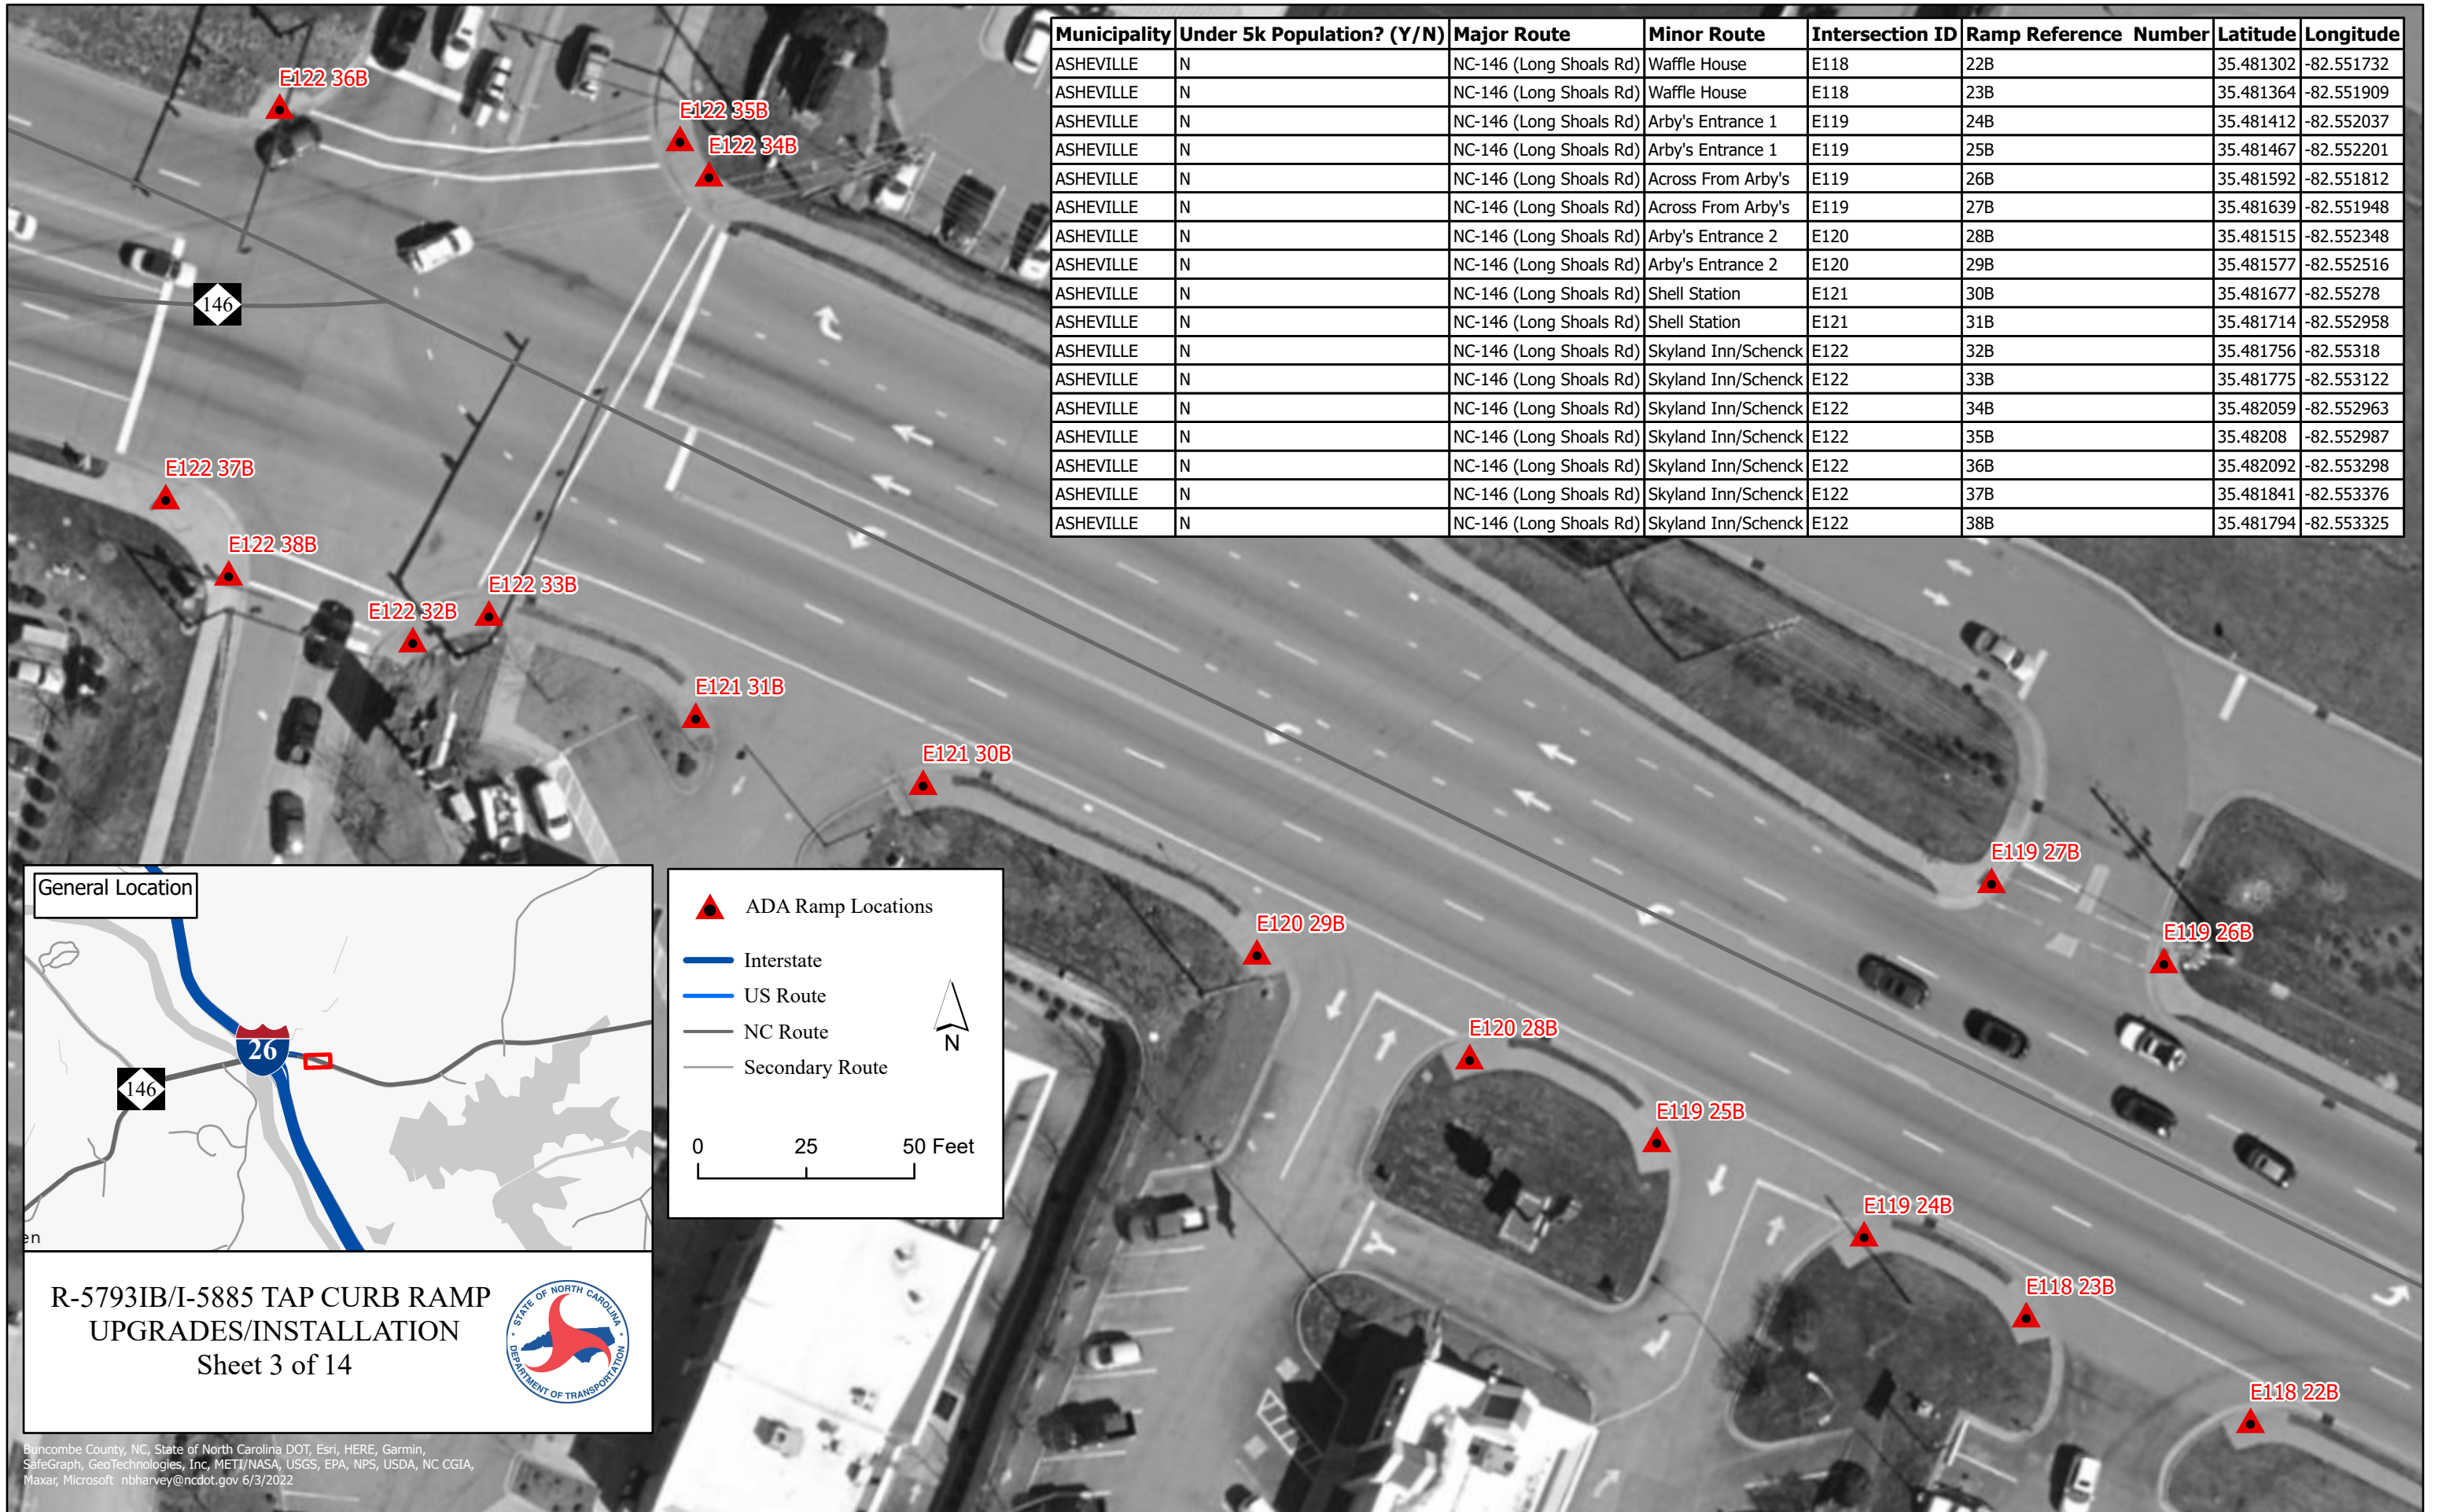 Municipality Under 5k Population? (Y/N) Major Route Minor Route Intersection ID Ramp Reference Number Latitude Longitude
ASHEVILLE N NC-146 (Long Shoals Rd) Waffle House E118 22B 35.481302 -82.551732
ASHEVILLE N NC-146 (Long Shoals Rd) Waffle House E118 23B 35.481364 -82.551909
ASHEVILLE N NC-146 (Long Shoals Rd) Arby's Entrance 1 E119 24B 35.481412 -82.552037
ASHEVILLE N NC-146 (Long Shoals Rd) Arby's Entrance 1 E119 25B 35.481467 -82.552201
ASHEVILLE N NC-146 (Long Shoals Rd) Across From Arby's E119 26B 35.481592 -82.551812
ASHEVILLE N NC-146 (Long Shoals Rd) Across From Arby's E119 27B 35.481639 -82.551948
ASHEVILLE N NC-146 (Long Shoals Rd) Arby's Entrance 2 E120 28B 35.481515 -82.552348
ASHEVILLE N NC-146 (Long Shoals Rd) Arby's Entrance 2 E120 29B 35.481577 -82.552516
ASHEVILLE N NC-146 (Long Shoals Rd) Shell Station E121 30B 35.481677 -82.55278
ASHEVILLE N NC-146 (Long Shoals Rd) Shell Station E121 31B 35.481714 -82.552958
ASHEVILLE N NC-146 (Long Shoals Rd) Skyland Inn/Schenck E122 32B 35.481756 -82.55318
ASHEVILLE N NC-146 (Long Shoals Rd) Skyland Inn/Schenck E122 33B 35.481775 -82.553122
ASHEVILLE N NC-146 (Long Shoals Rd) Skyland Inn/Schenck E122 34B 35.482059 -82.552963
ASHEVILLE N NC-146 (Long Shoals Rd) Skyland Inn/Schenck E122 35B 35.48208 -82.552987
ASHEVILLE N NC-146 (Long Shoals Rd) Skyland Inn/Schenck E122 36B 35.482092 -82.553298
ASHEVILLE N NC-146 (Long Shoals Rd) Skyland Inn/Schenck E122 37B 35.481841 -82.553376
ASHEVILLE N NC-146 (Long Shoals Rd) Skyland Inn/Schenck E122 38B 35.481794 -82.553325
E122 36B
E122 35B
E122 34B
146
E122 37B
E122 38B
E122 33B
E122 32B
E121 31B
E121 30B
E119 27B
E120 29B
E119 26B
E120 28B
E119 25B
E119 24B
E118 23B
E118 22B
General Location
26
146
en
ADA Ramp Locations
Interstate
US Route
NC Route
Secondary Route
N
0 25 50 Feet
R-5793IB/I-5885 TAP CURB RAMP
UPGRADES/INSTALLATION
Sheet 3 of 14
STATE OF NORTH CAROLINA
DEPARTMENT OF TRANSPORTATION
Buncombe County, NC, State of North Carolina DOT, Esri, HERE, Garmin,
SafeGraph, GeoTechnologies, Inc, METI/NASA, USGS, EPA, NPS, USDA, NC CGIA,
Maxar, Microsoft nbharvey@ncdot.gov 6/3/2022